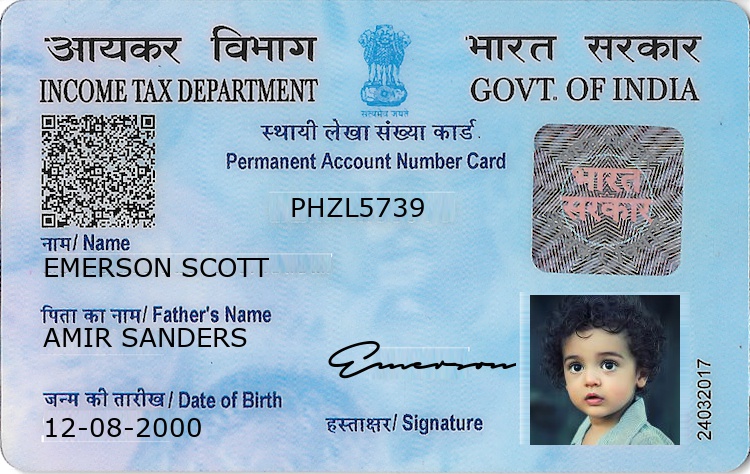 आयकर विभाग
INCOME TAX DEPARTMENT
सत्यमेव जयते
भारत सरकार
GOVT. OF INDIA
स्थायी लेखा संख्या कार्ड
Permanent Account Number Card
PHZL5739
भारत
सरकार
नाम/ Name
EMERSON SCOTT
पिता का नाम/ Father's Name
AMIR SANDERS
जन्म की तारीख/ Date of Birth
12-08-2000
Emerson
हस्ताक्षर/ Signature
24032017